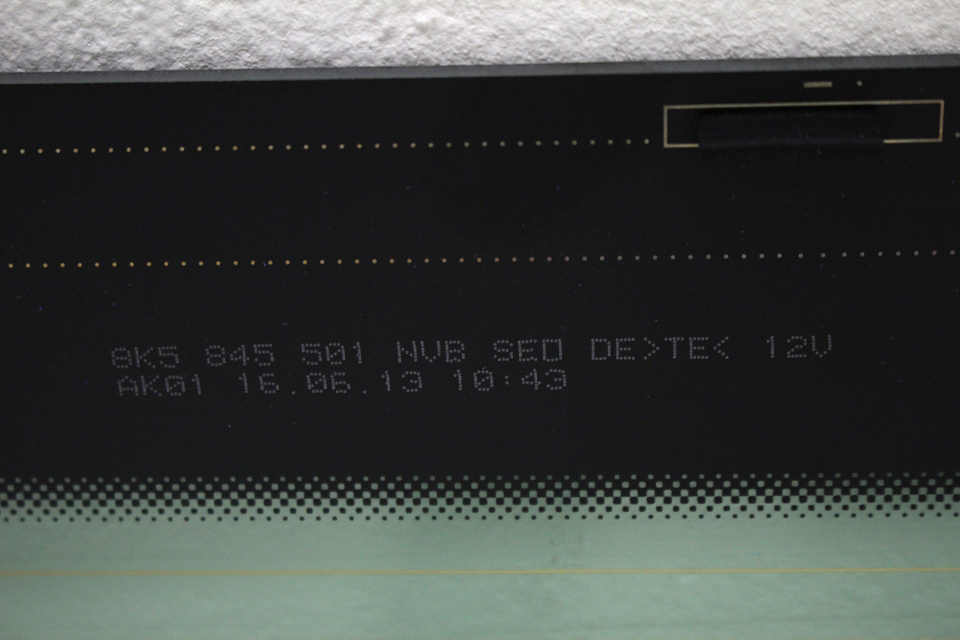 8K5 845 501 NVB SED DE>TE< 12V
AK01 16.06.13 10:43